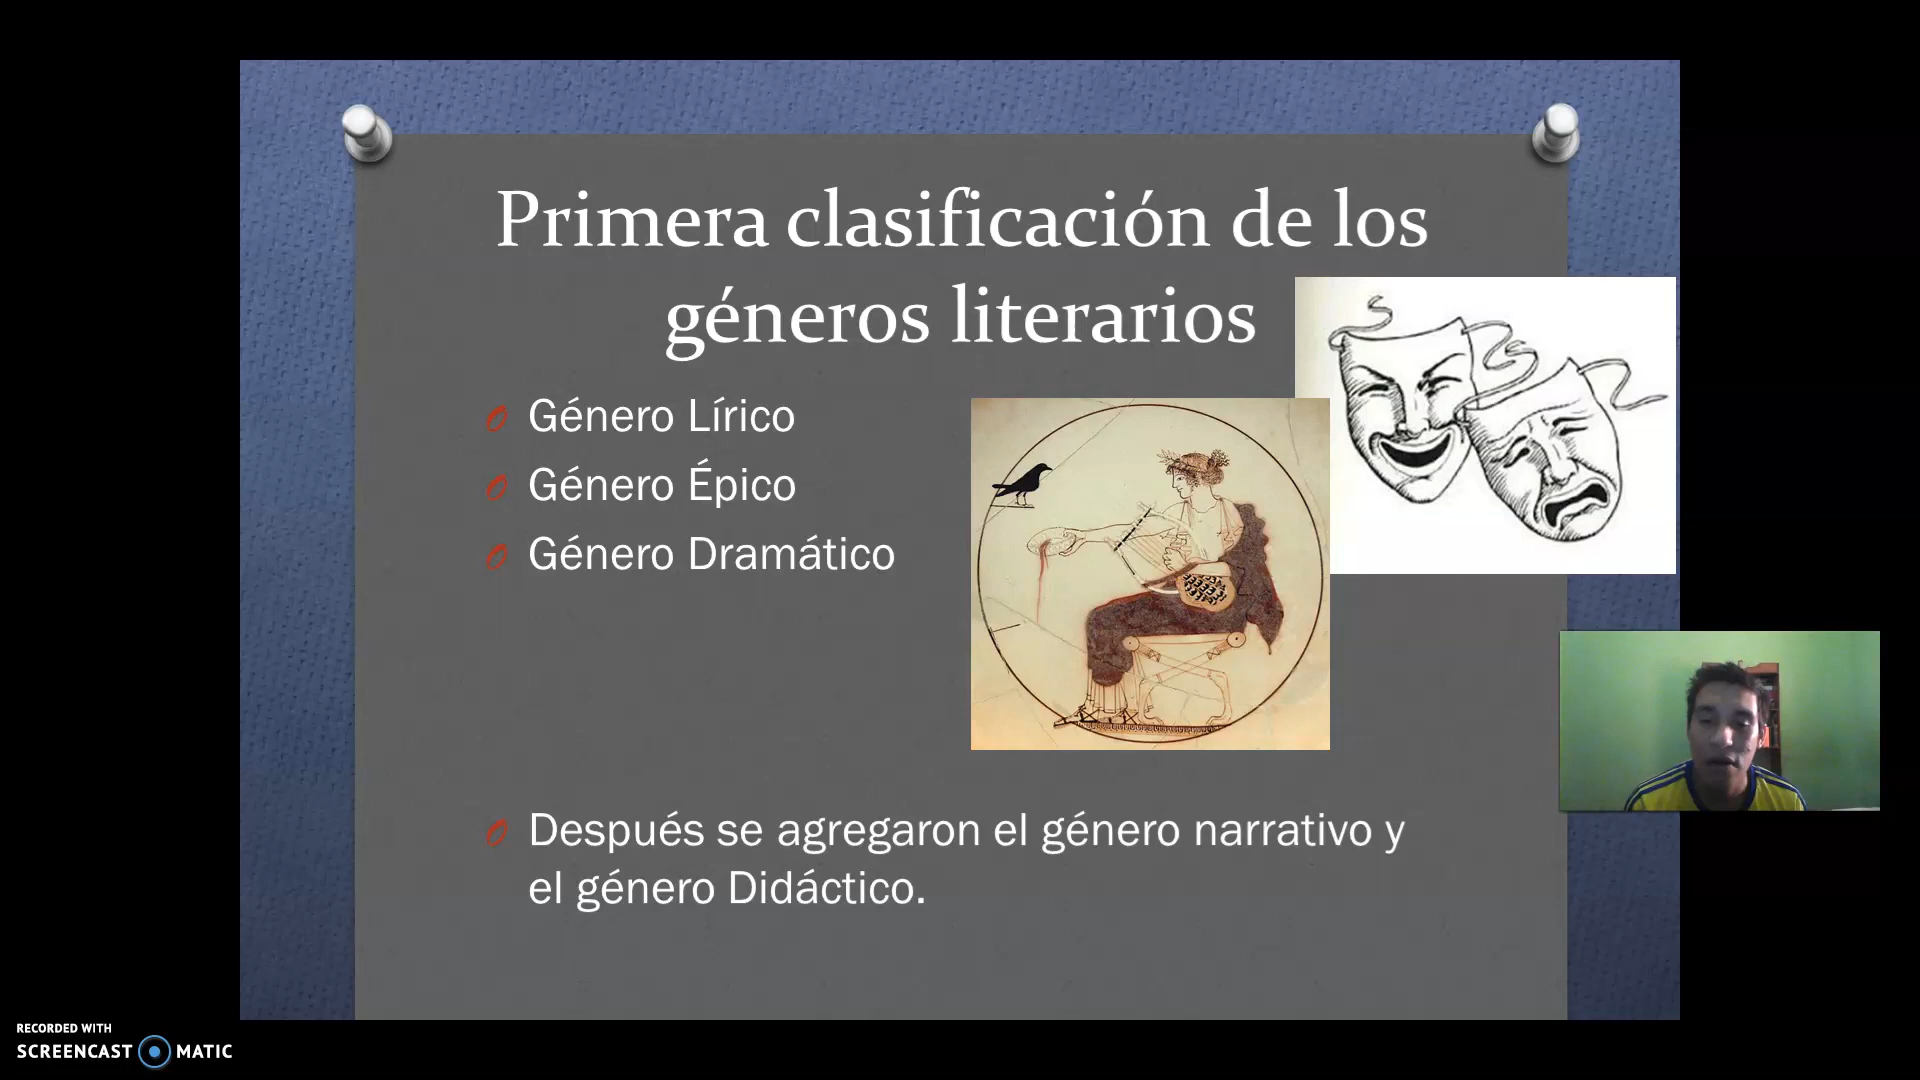 Primera clasificación de los
géneros literarios
Género Lírico
Género Épico
Género Dramático
Después se agregaron el género narrativo y
el género Didáctico.
RECORDED WITH
SCREENCAST MATIC